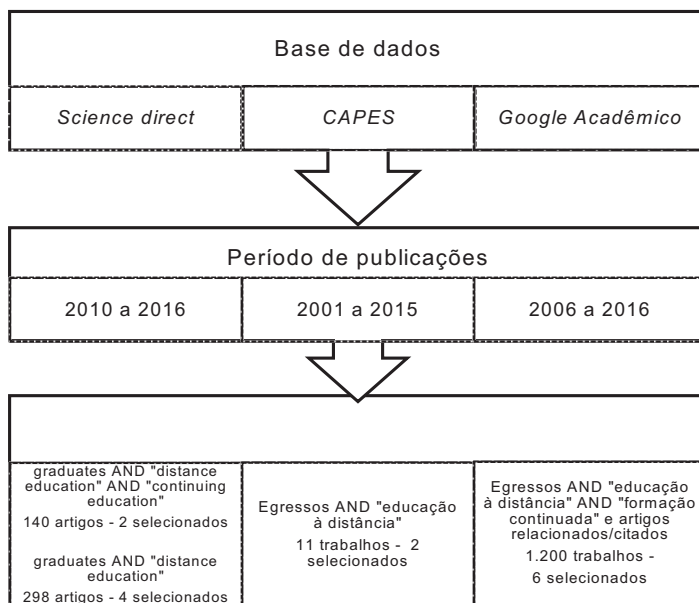 Base de dados
Science direct
CAPES
Google Acadêmico
Período de publicações
2010 a 2016
2001 a 2015
2006 a 2016
graduates AND "distance
education" AND "continuing
education"
140 artigos - 2 selecionados
graduates AND "distance
education"
298 artigos - 4 selecionados
Egressos AND "educação
à distância"
11 trabalhos - 2
selecionados
Egressos AND "educação
à distância" AND "formação
continuada" e artigos
relacionados/citados
1.200 trabalhos -
6 selecionados